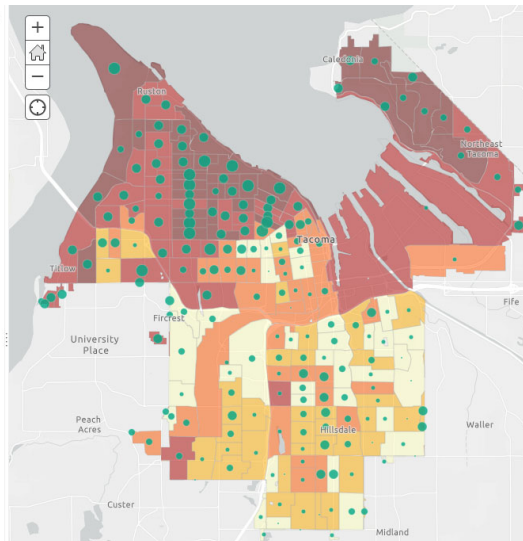 +
−
Caledonia
Ruston
Northeast
Tacoma
Tacoma
Tillow
Fife
Fircrest
University
Place
Peach
Acres
Waller
Hillsdale
Custer
Midland